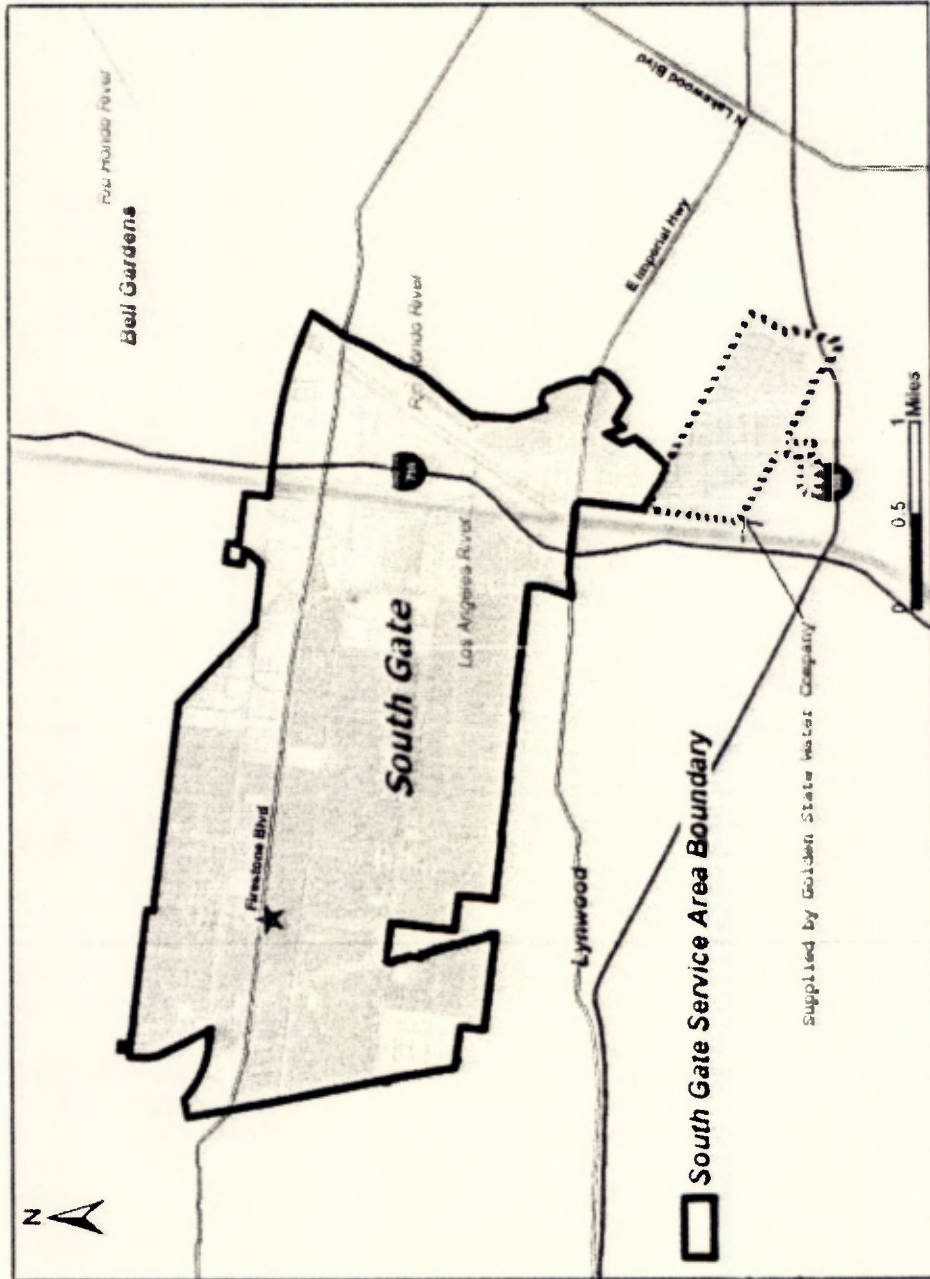 N
Rio Hondo River
Bell Gardens
Firestone Blvd
South Gate
Los Angeles River
Rio Hondo River
710
N Lakewood Blvd
E Imperial Hwy
Lynwood
South Gate Service Area Boundary
Supplied by Golden State Water Company
0 0.5 1
Miles